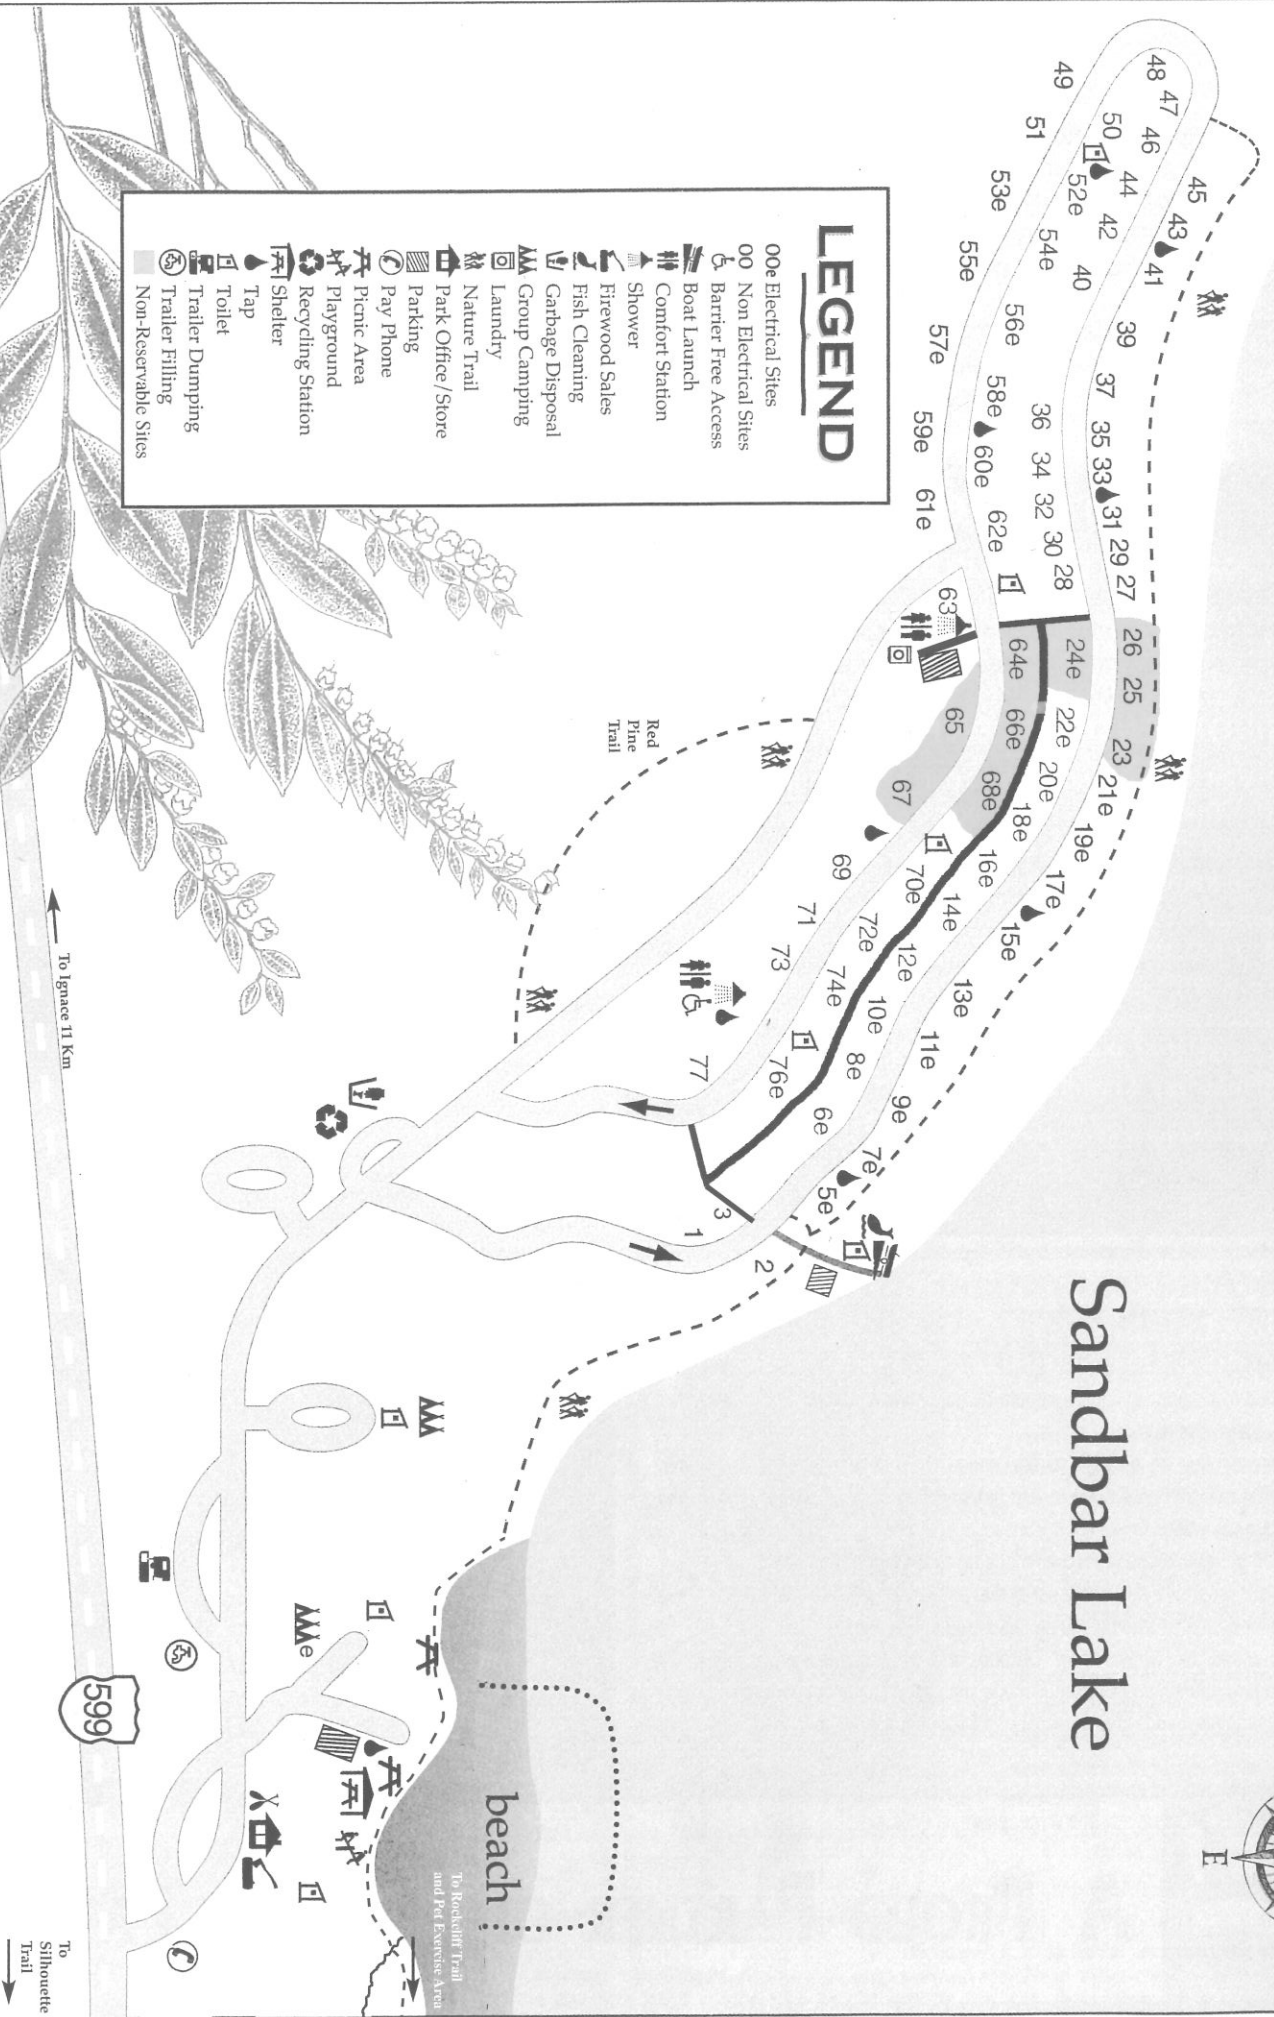 Sandbar Lake
beach
To Rockcliff Trail
and Pet Exercise Area
E
LEGEND
00e Electrical Sites
00 Non Electrical Sites
Barrier Free Access
Boat Launch
Comfort Station
Shower
Firewood Sales
Fish Cleaning
Garbage Disposal
Group Camping
Laundry
Nature Trail
Park Office/Store
Parking
Pay Phone
Picnic Area
Playground
Recycling Station
Shelter
Tap
Toilet
Trailer Dumping
Trailer Filling
Non-Reservable Sites
48
47
46
45
43
41
39
37
35
33
31
29
27
26
25
23
21e
19e
17e
15e
13e
11e
9e
7e
5e
2
49
50
44
42
40
36
34
32
30
28
24e
22e
20e
18e
16e
14e
12e
10e
8e
6e
3
1
51
52e
54e
56e
58e
60e
62e
64e
66e
68e
70e
72e
74e
76e
53e
55e
57e
59e
61e
63
65
67
69
71
73
77
Red
Pine
Trail
e
To Ignace 11 Km
599
To
Silhouette
Trail